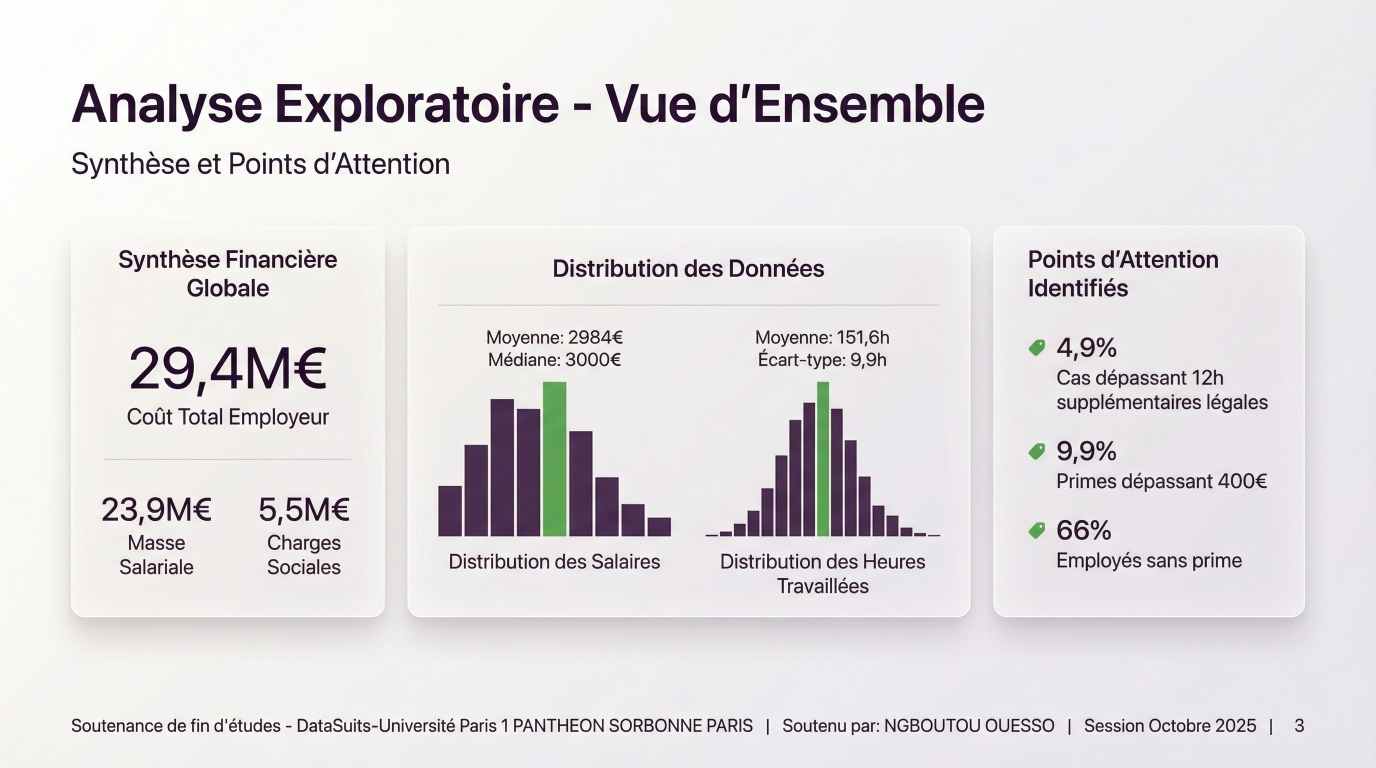 Analyse Exploratoire - Vue d’Ensemble
Synthèse et Points d’Attention
Synthèse Financière
Globale
29,4M€
Coût Total Employeur
23,9M€
Masse
Salariale
5,5M€
Charges
Sociales
Distribution des Données
Moyenne: 2984€
Médiane: 3000€
Distribution des Salaires
Moyenne: 151,6h
Écart-type: 9,9h
Distribution des Heures
Travaillées
Points d’Attention
Identifiés
4,9%
Cas dépassant 12h
supplémentaires légales
9,9%
Primes dépassant 400€
66%
Employés sans prime
Soutenance de fin d'études - DataSuits-Université Paris 1 PANTHEON SORBONNE PARIS | Soutenu par: NGBOUTOU OUESSO | Session Octobre 2025 | 3